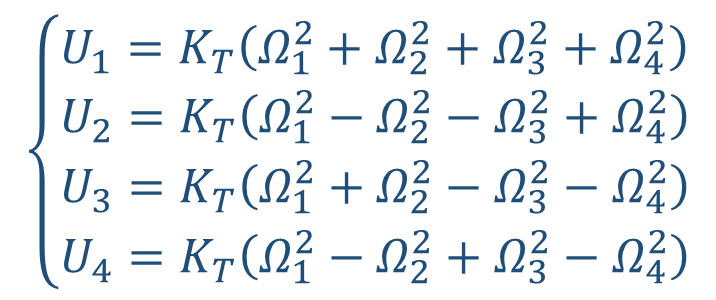 U₁ = K_T(Ω₁² + Ω₂² + Ω₃² + Ω₄²)
U₂ = K_T(Ω₁² − Ω₂² − Ω₃² + Ω₄²)
U₃ = K_T(Ω₁² + Ω₂² − Ω₃² − Ω₄²)
U₄ = K_T(Ω₁² − Ω₂² + Ω₃² − Ω₄²)